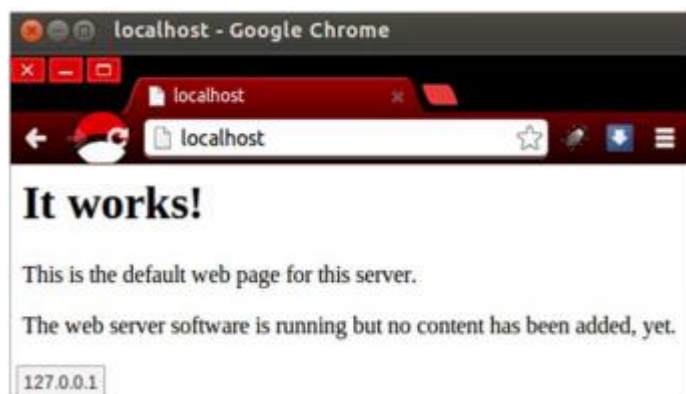 localhost - Google Chrome
localhost
localhost
It works!
This is the default web page for this server.
The web server software is running but no content has been added, yet.
127.0.0.1